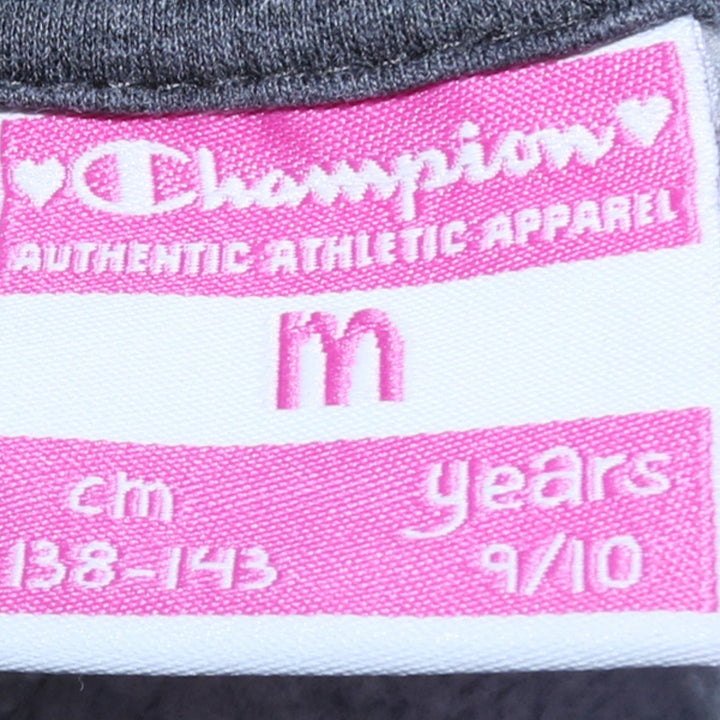 Champion
AUTHENTIC ATHLETIC APPAREL
m
cm years
138-143 9/10